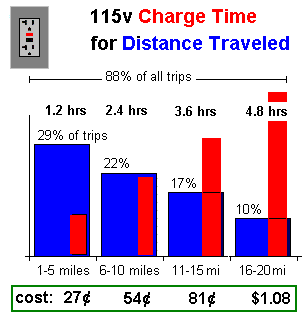 115v Charge Time
for Distance Traveled
88% of all trips
1.2 hrs 2.4 hrs 3.6 hrs 4.8 hrs
29% of trips
22%
17%
10%
1-5 miles 6-10 miles 11-15 mi 16-20 mi
cost: 27¢ 54¢ 81¢ $1.08